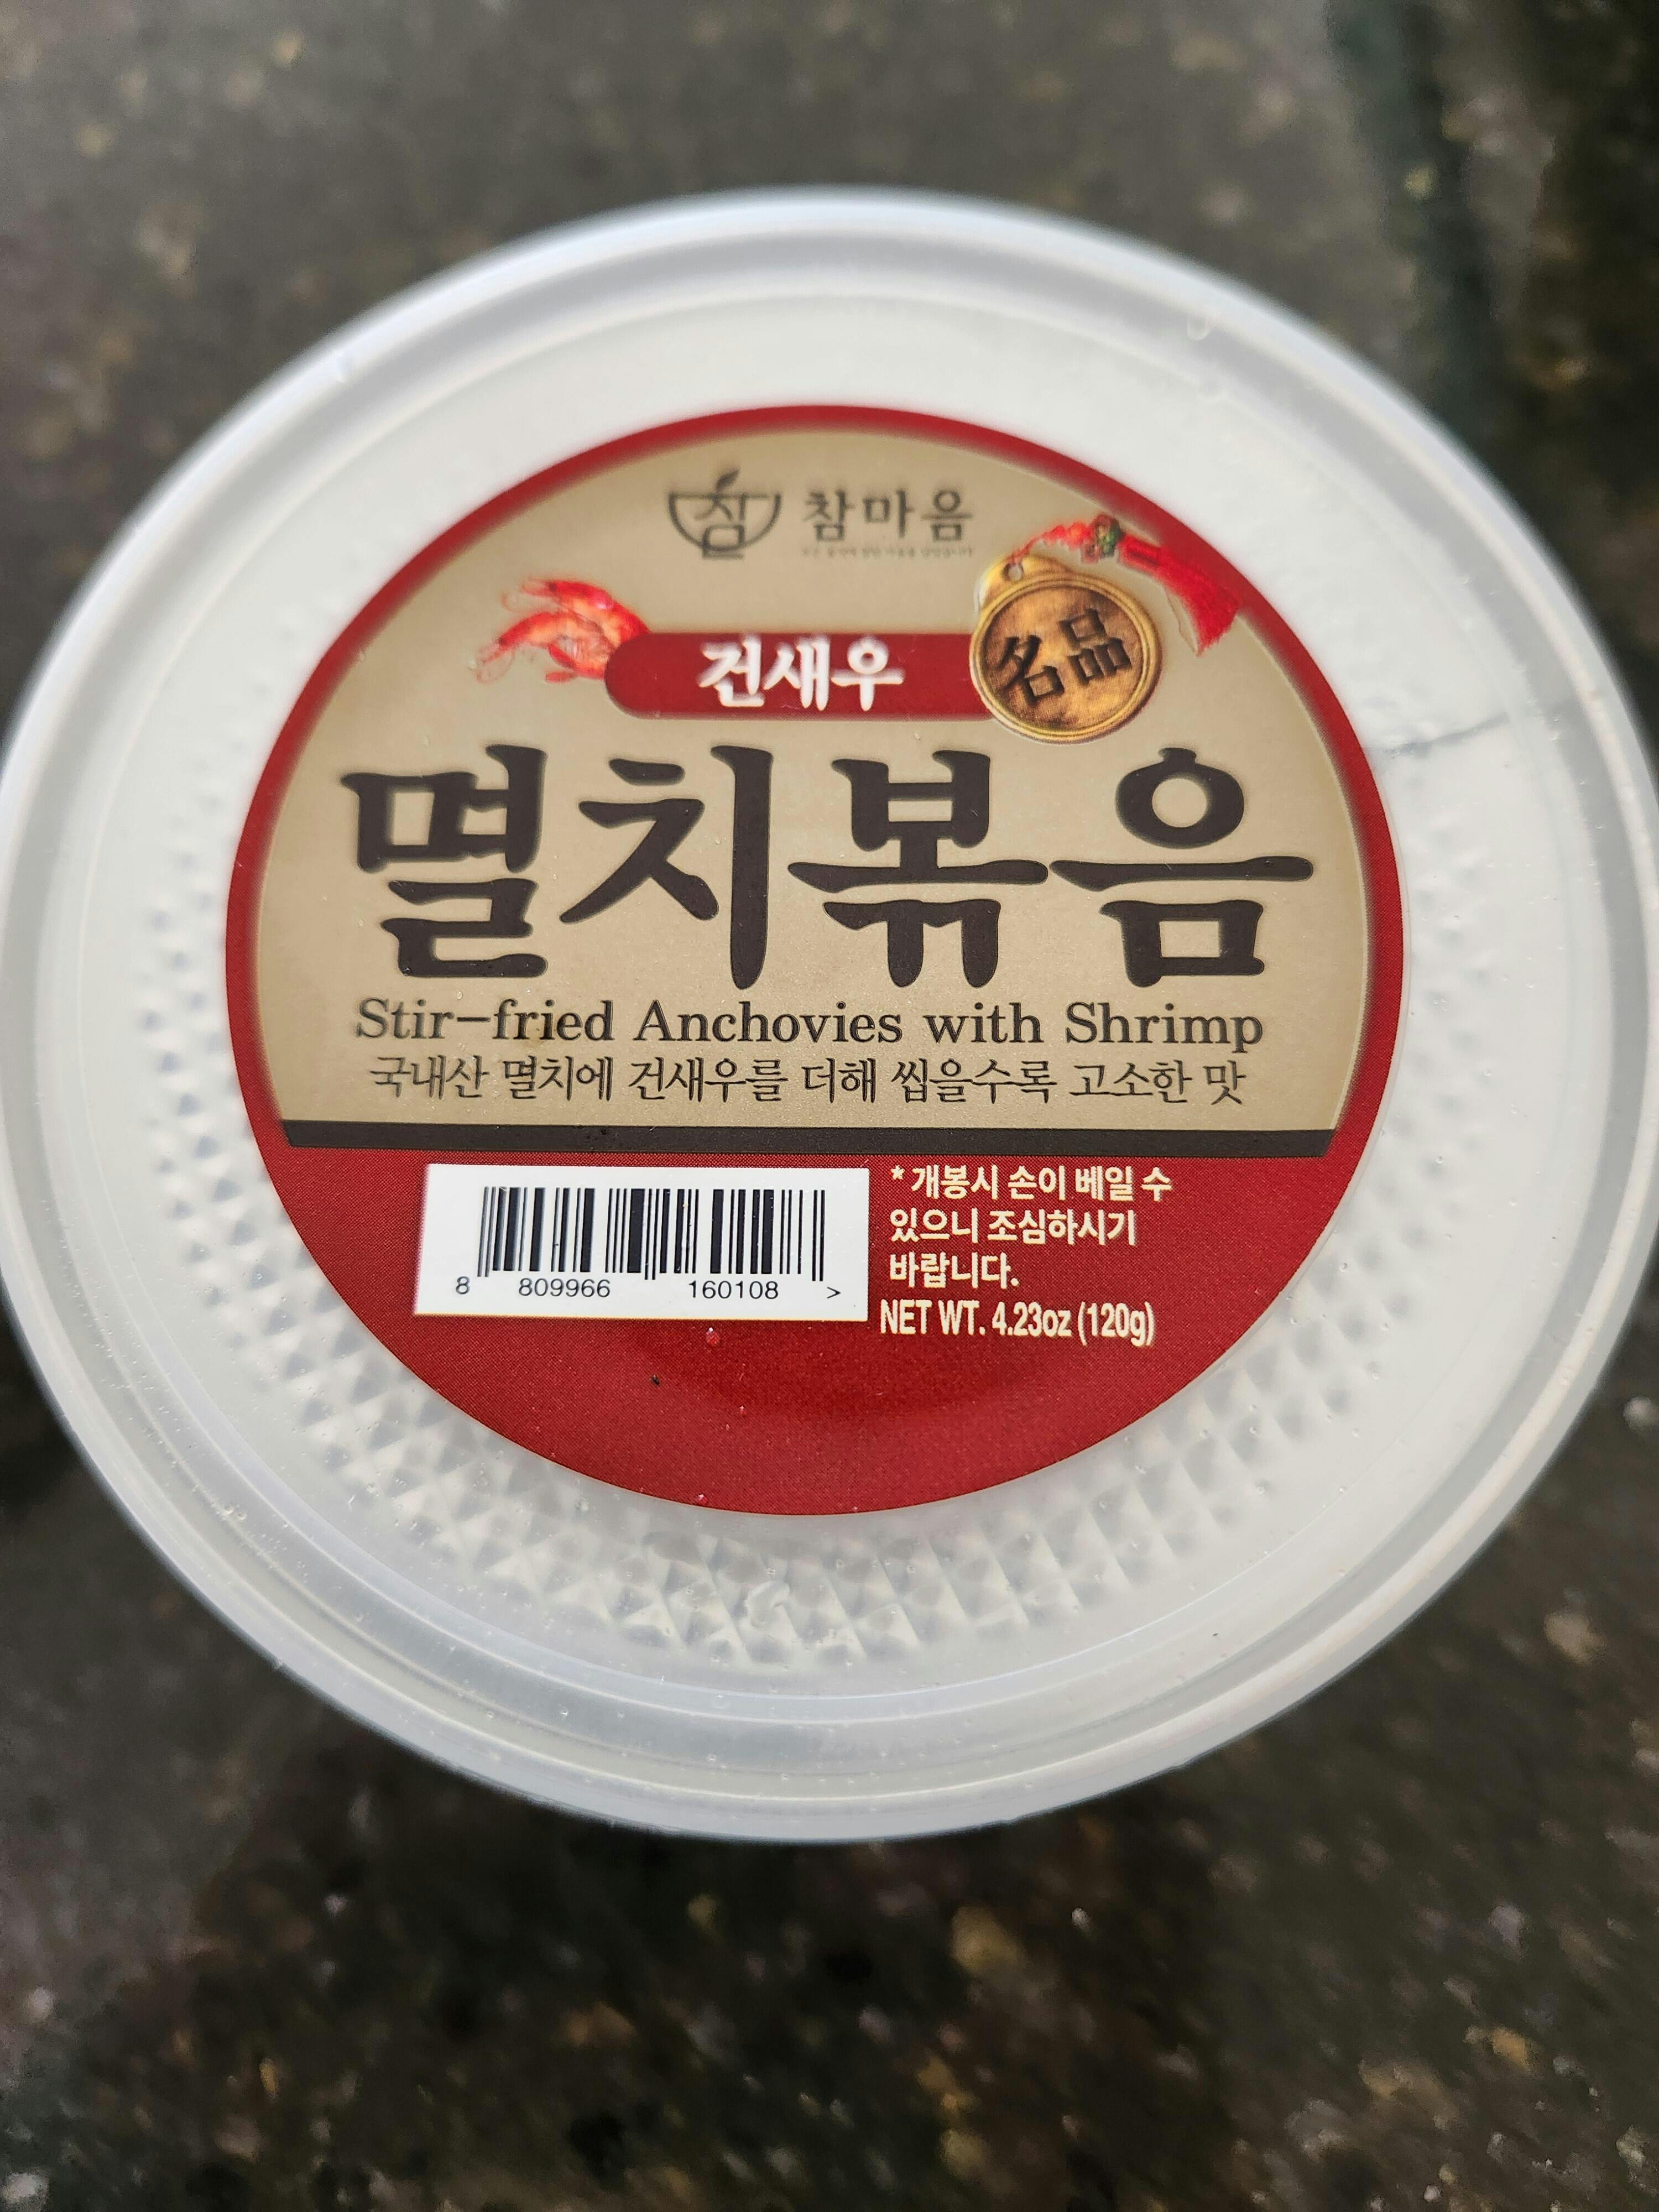 참 참마음
건새우
名品
멸치볶음
Stir-fried Anchovies with Shrimp
국내산 멸치에 건새우를 더해 씹을수록 고소한 맛
* 개봉시 손이 베일 수
있으니 조심하시기
바랍니다.
NET WT. 4.23oz (120g)
8 809966 160108 >